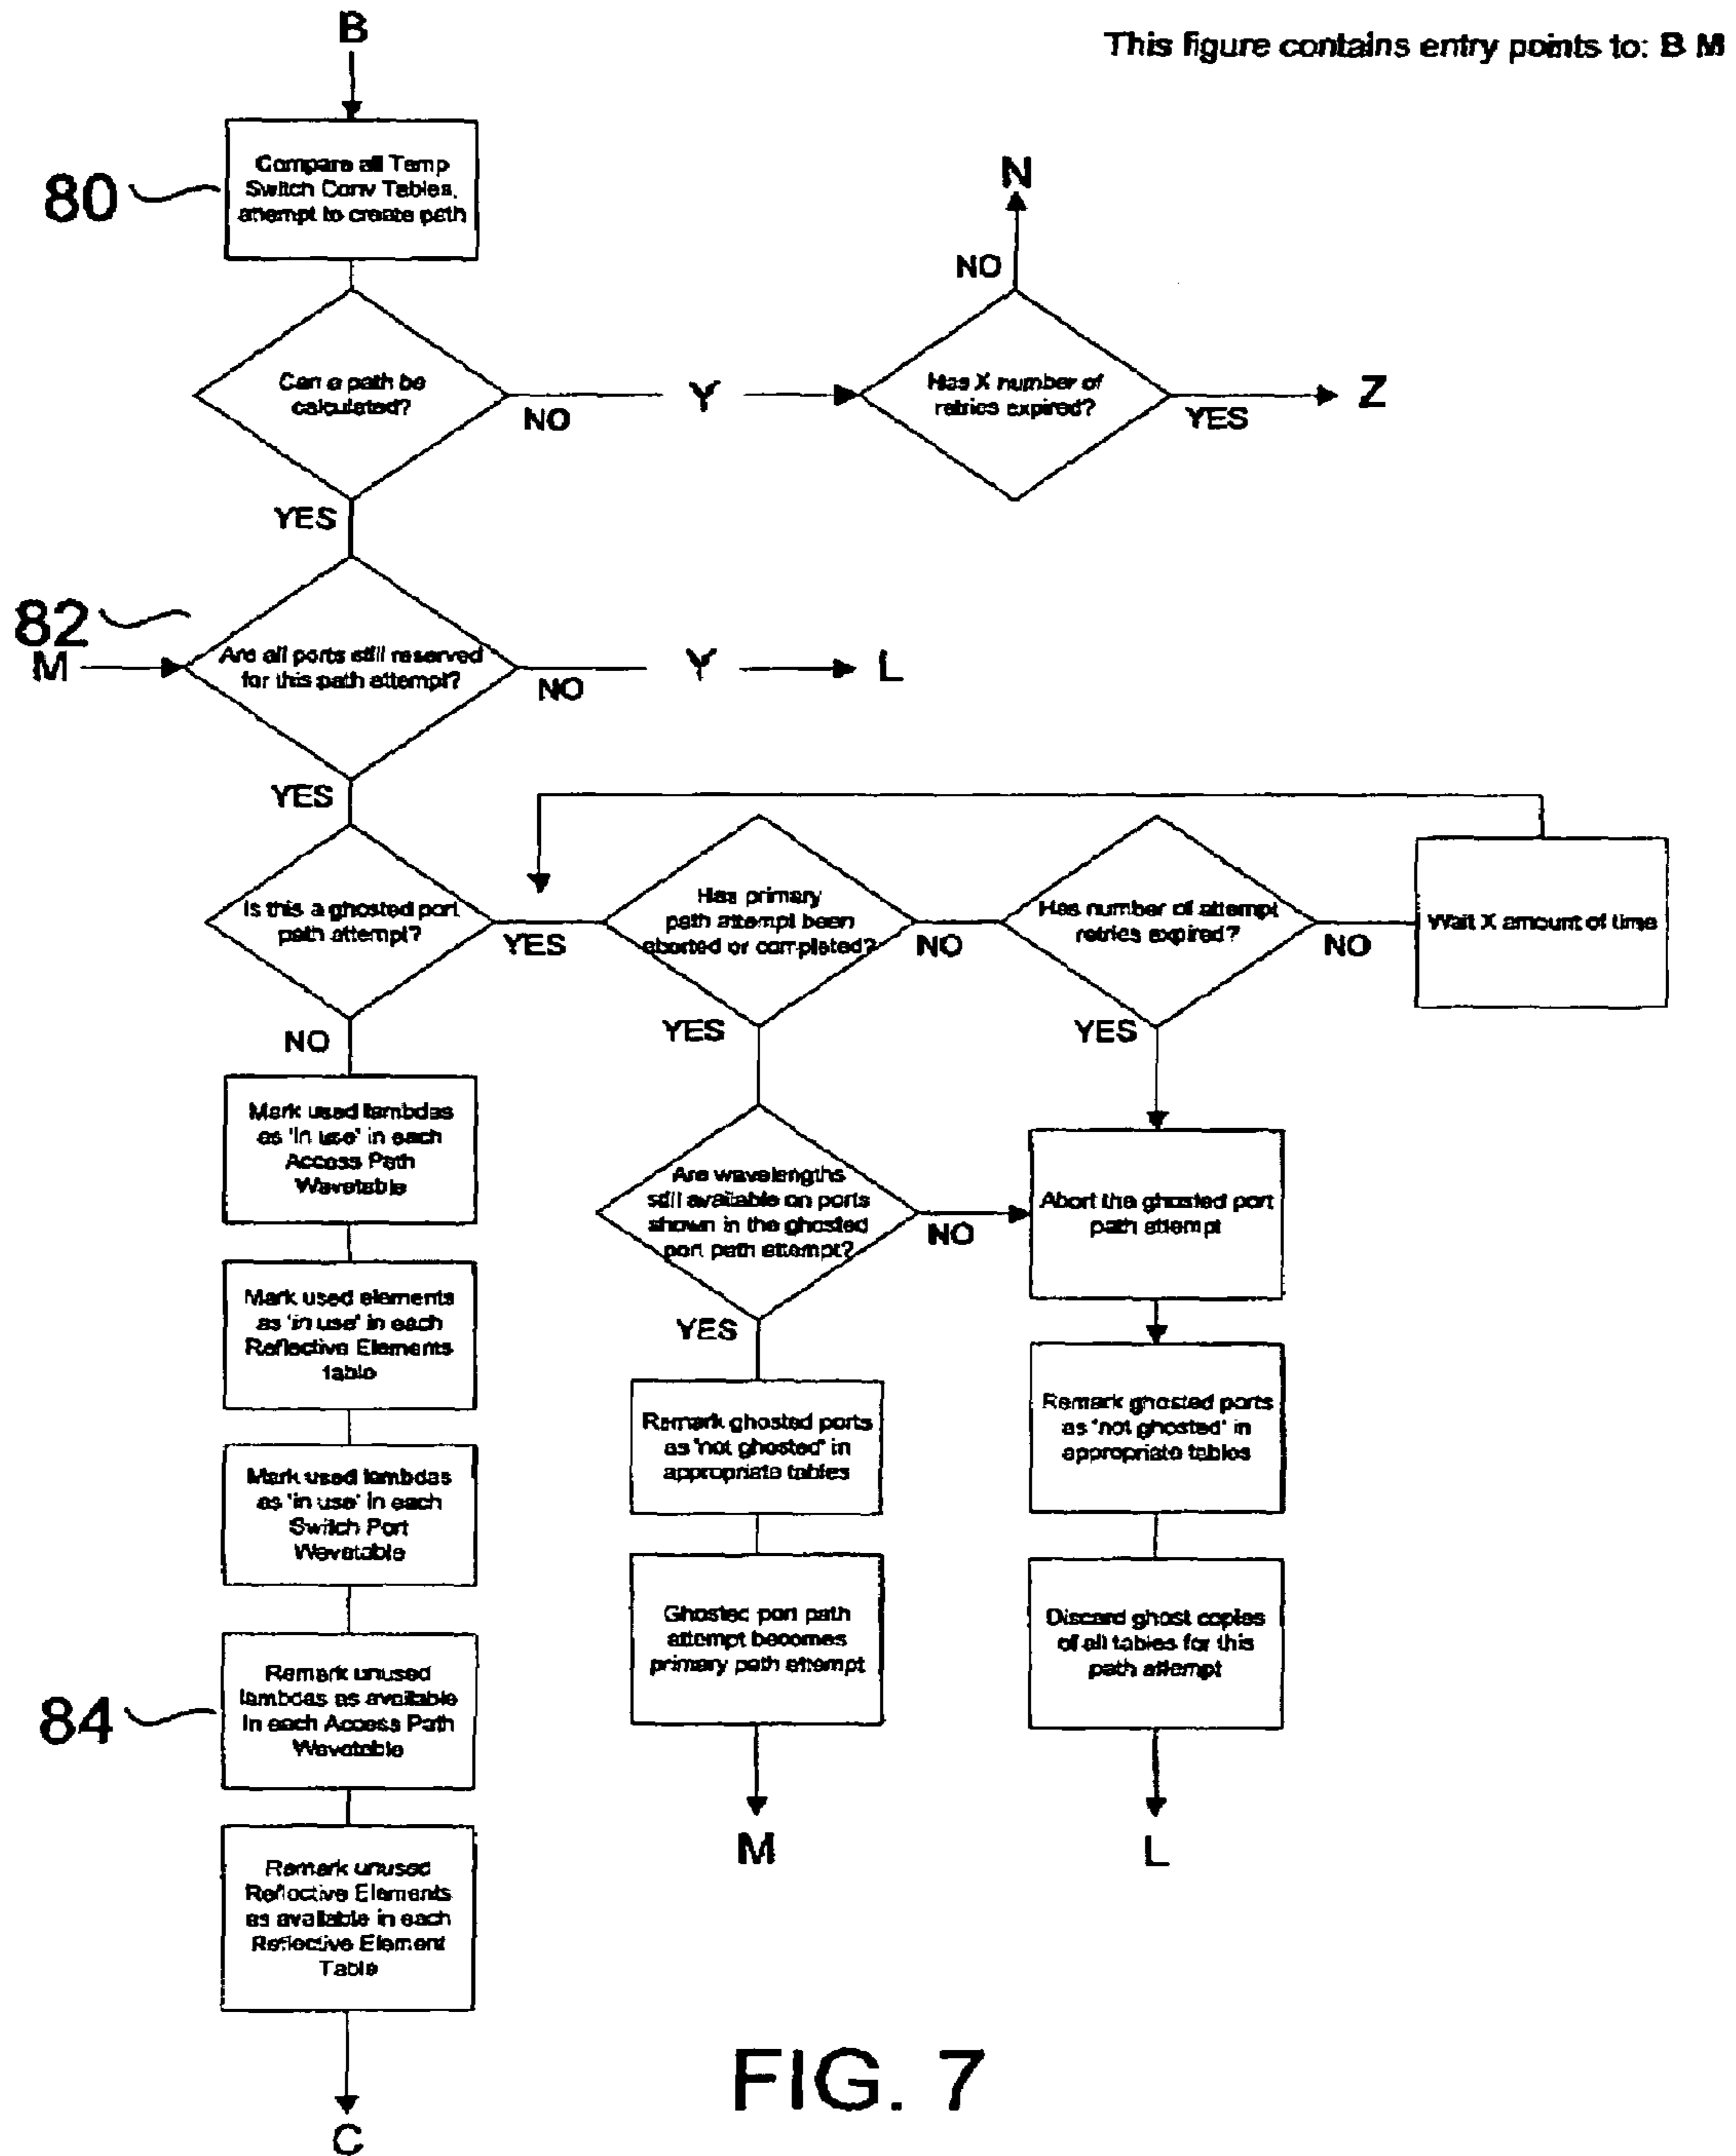 B
This figure contains entry points to: B M
80
Compare all Temp
Switch Conv Tables,
attempt to create path
N
NO
Can a path be
calculated?
NO
Y
Has X number of
retries expired?
YES
Z
YES
82
M
Are all ports still reserved
for this path attempt?
NO
Y
L
YES
Is this a ghosted port
path attempt?
YES
Has primary
path attempt been
aborted or completed?
NO
Has number of attempt
retries expired?
NO
Wait X amount of time
NO
YES
YES
Mark used lambdas
as 'in use' in each
Access Path
Wavetable
Are wavelengths
still available on ports
shown in the ghosted
port path attempt?
NO
Abort the ghosted port
path attempt
Mark used elements
as 'in use' in each
Reflective Elements
table
YES
Remark ghosted ports
as 'not ghosted' in
appropriate tables
Remark ghosted ports
as 'not ghosted' in
appropriate tables
Mark used lambdas
as 'in use' in each
Switch Port
Wavetable
Ghosted port path
attempt becomes
primary path attempt
Discard ghost copies
of all tables for this
path attempt
84
Remark unused
lambdas as available
in each Access Path
Wavetable
M
L
Remark unused
Reflective Elements
as available in each
Reflective Element
Table
C
FIG. 7